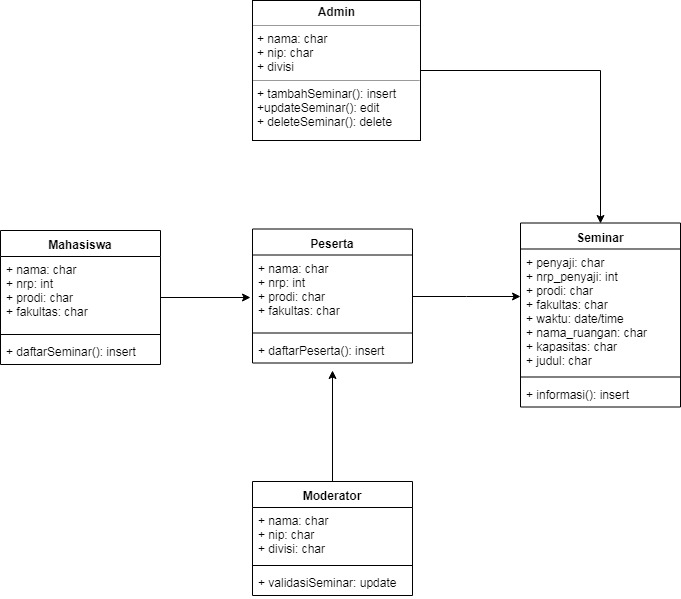 Admin
+ nama: char
+ nip: char
+ divisi
+ tambahSeminar(): insert
+updateSeminar(): edit
+ deleteSeminar(): delete
Mahasiswa
+ nama: char
+ nrp: int
+ prodi: char
+ fakultas: char
+ daftarSeminar(): insert
Peserta
+ nama: char
+ nrp: int
+ prodi: char
+ fakultas: char
+ daftarPeserta(): insert
Seminar
+ penyaji: char
+ nrp_penyaji: int
+ prodi: char
+ fakultas: char
+ waktu: date/time
+ nama_ruangan: char
+ kapasitas: char
+ judul: char
+ informasi(): insert
Moderator
+ nama: char
+ nip: char
+ divisi: char
+ validasiSeminar: update